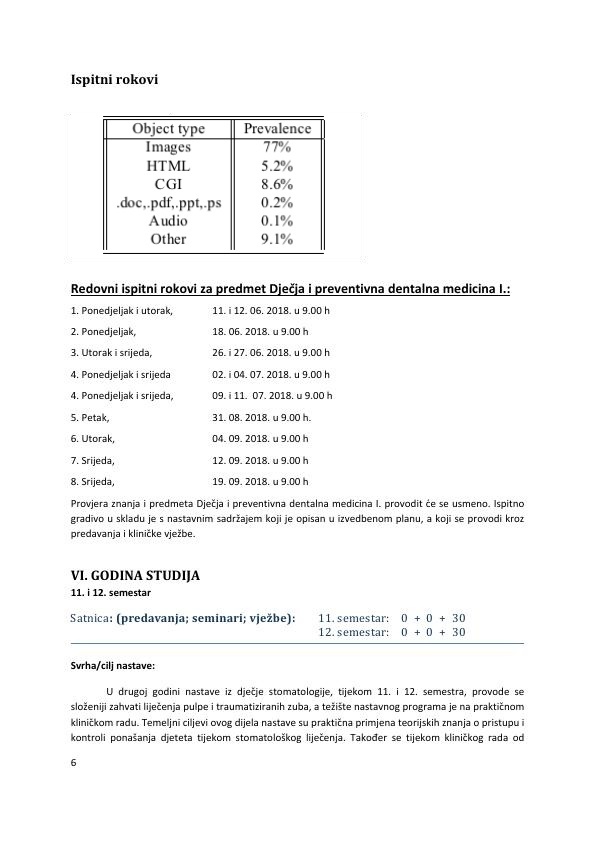 Ispitni rokovi
Object type Prevalence
Images 77%
HTML 5.2%
CGI 8.6%
.doc,.pdf,.ppt,.ps 0.2%
Audio 0.1%
Other 9.1%
Redovni ispitni rokovi za predmet Dječja i preventivna dentalna medicina I.:
1. Ponedjeljak i utorak, 11. i 12. 06. 2018. u 9.00 h
2. Ponedjeljak, 18. 06. 2018. u 9.00 h
3. Utorak i srijeda, 26. i 27. 06. 2018. u 9.00 h
4. Ponedjeljak i srijeda 02. i 04. 07. 2018. u 9.00 h
4. Ponedjeljak i srijeda, 09. i 11. 07. 2018. u 9.00 h
5. Petak, 31. 08. 2018. u 9.00 h.
6. Utorak, 04. 09. 2018. u 9.00 h
7. Srijeda, 12. 09. 2018. u 9.00 h
8. Srijeda, 19. 09. 2018. u 9.00 h
Provjera znanja i predmeta Dječja i preventivna dentalna medicina I. provodit će se usmeno. Ispitno
gradivo u skladu je s nastavnim sadržajem koji je opisan u izvedbenom planu, a koji se provodi kroz
predavanja i kliničke vježbe.
VI. GODINA STUDIJA
11. i 12. semestar
Satnica: (predavanja; seminari; vježbe): 11. semestar: 0 + 0 + 30
12. semestar: 0 + 0 + 30
Svrha/cilj nastave:
U drugoj godini nastave iz dječje stomatologije, tijekom 11. i 12. semestra, provode se
složeniji zahvati liječenja pulpe i traumatiziranih zuba, a težište nastavnog programa je na praktičnom
kliničkom radu. Temeljni ciljevi ovog dijela nastave su praktična primjena teorijskih znanja o pristupu i
kontroli ponašanja djeteta tijekom stomatološkog liječenja. Također se tijekom kliničkog rada od
6